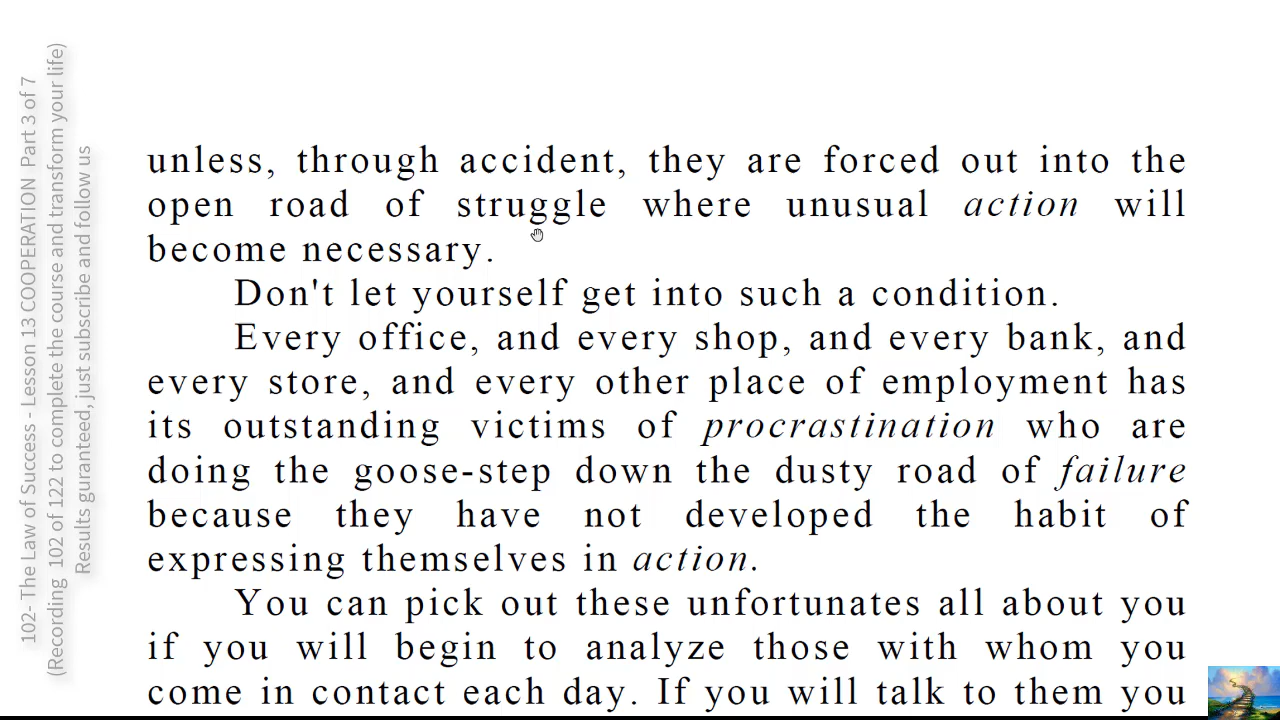 102- The Law of Success - Lesson 13 COOPERATION Part 3 of 7
(Recording 102 of 122 to complete the course and transform your life)
Results guranteed, just subscribe and follow us
unless, through accident, they are forced out into the
open road of struggle where unusual action will
become necessary.
Don't let yourself get into such a condition.
Every office, and every shop, and every bank, and
every store, and every other place of employment has
its outstanding victims of procrastination who are
doing the goose-step down the dusty road of failure
because they have not developed the habit of
expressing themselves in action.
You can pick out these unfortunates all about you
if you will begin to analyze those with whom you
come in contact each day. If you will talk to them you